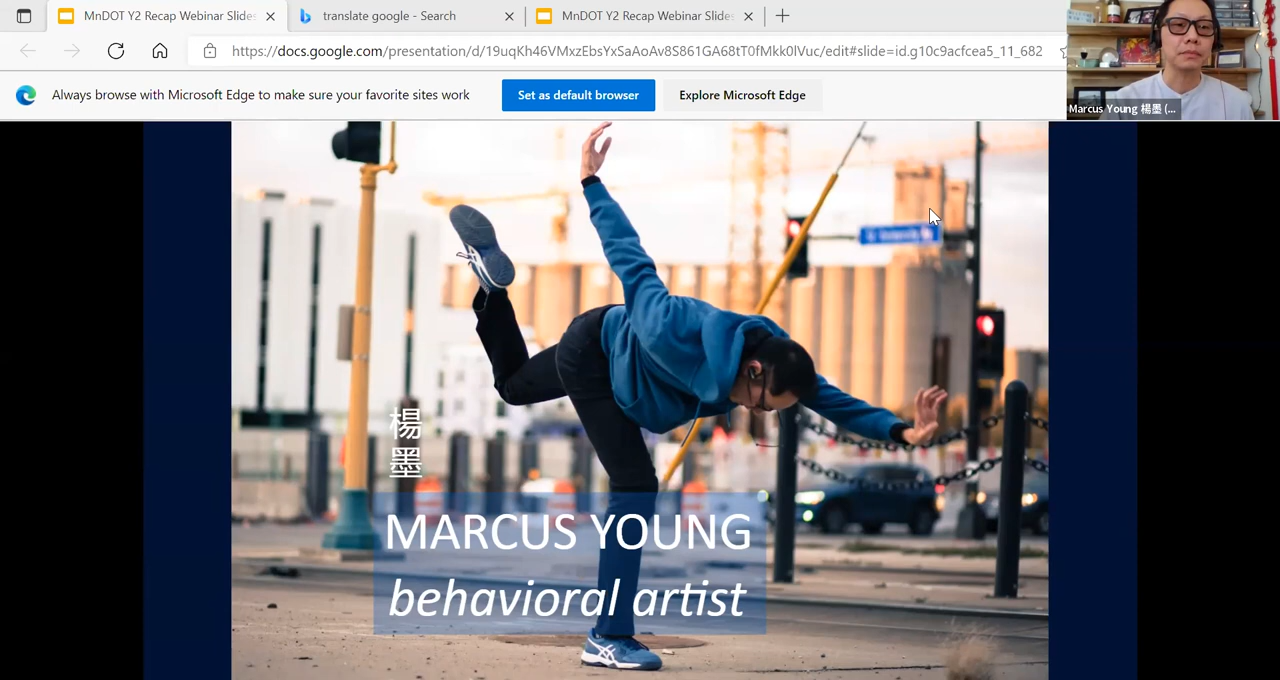 MnDOT Y2 Recap Webinar Slides
translate google - Search
MnDOT Y2 Recap Webinar Slides
https://docs.google.com/presentation/d/19uqKh46VMxzEbsYxSaAoAv8S861GA68tT0fMkk0lVuc/edit#slide=id.g10c9acfcea5_11_682
Always browse with Microsoft Edge to make sure your favorite sites work
Set as default browser
Explore Microsoft Edge
Marcus Young 楊墨 (...
楊
墨
MARCUS YOUNG
behavioral artist